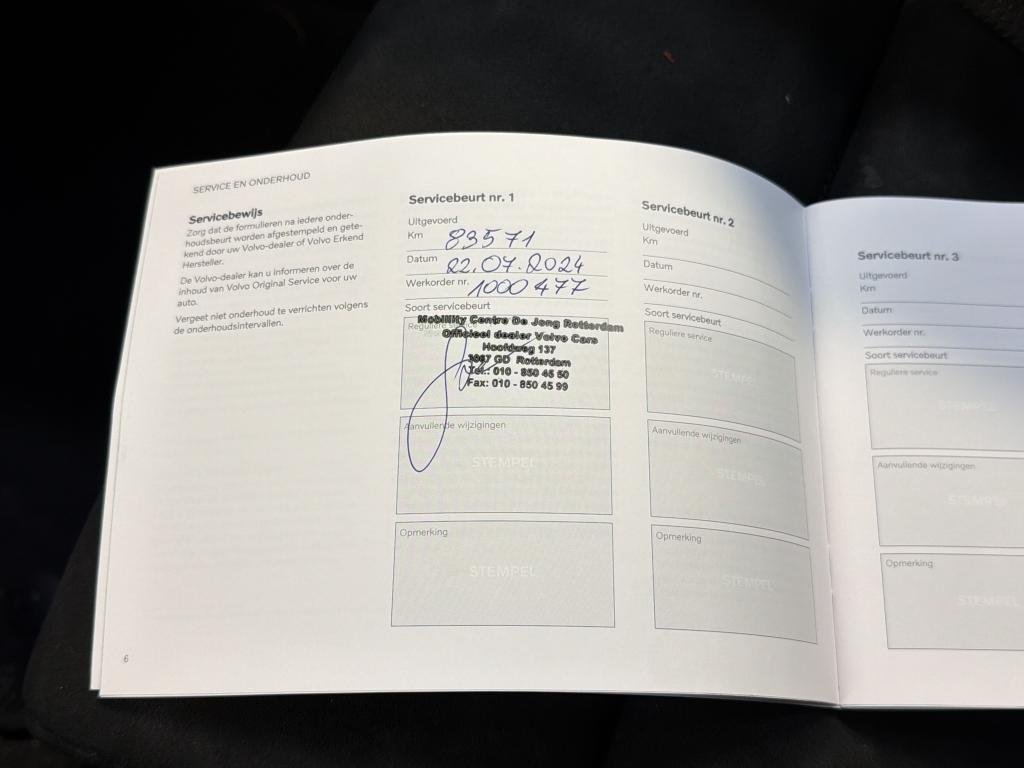 SERVICE EN ONDERHOUD
Servicebewijs
Zorg dat de formulieren na iedere onder-
houdsbeurt worden afgestempeld en gete-
kend door uw Volvo-dealer of Volvo Erkend
Hersteller.
De Volvo-dealer kan u informeren over de
inhoud van Volvo Original Service voor uw
auto.
Vergeet niet onderhoud te verrichten volgens
de onderhoudsintervallen.
6
Servicebeurt nr. 1
Uitgevoerd
Km 83571
Datum 22.07.2024
Werkorder nr. 1000477
Soort servicebeurt
Reguliere service
Mobility Centre De Jong Rotterdam
Officieel dealer Volvo Cars
Hoofdweg 137
3067 GD Rotterdam
Tel.: 010 - 850 45 50
Fax: 010 - 850 45 99
Aanvullende wijzigingen
STEMPEL
Opmerking
STEMPEL
Servicebeurt nr. 2
Uitgevoerd
Km
Datum
Werkorder nr.
Soort servicebeurt
Reguliere service
STEMPEL
Aanvullende wijzigingen
STEMPEL
Opmerking
STEMPEL
Servicebeurt nr. 3
Uitgevoerd
Km
Datum
Werkorder nr.
Soort servicebeurt
Reguliere service
STEMPEL
Aanvullende wijzigingen
STEMPEL
Opmerking
STEMPEL